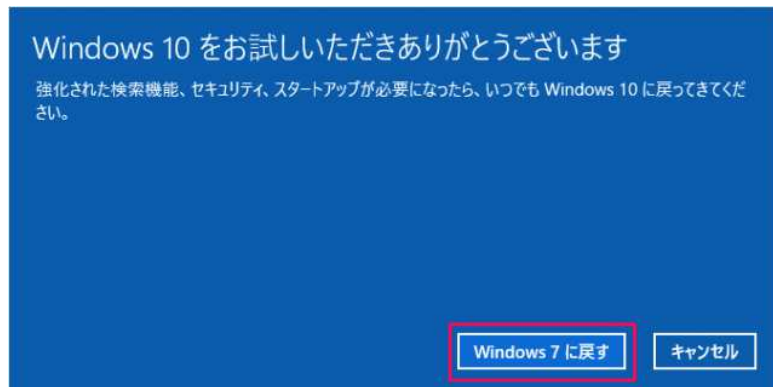 Windows 10 をお試しいただきありがとうございます
強化された検索機能、セキュリティ、スタートアップが必要になったら、いつでも Windows 10 に戻ってきてくだ
さい。
Windows 7 に戻す
キャンセル